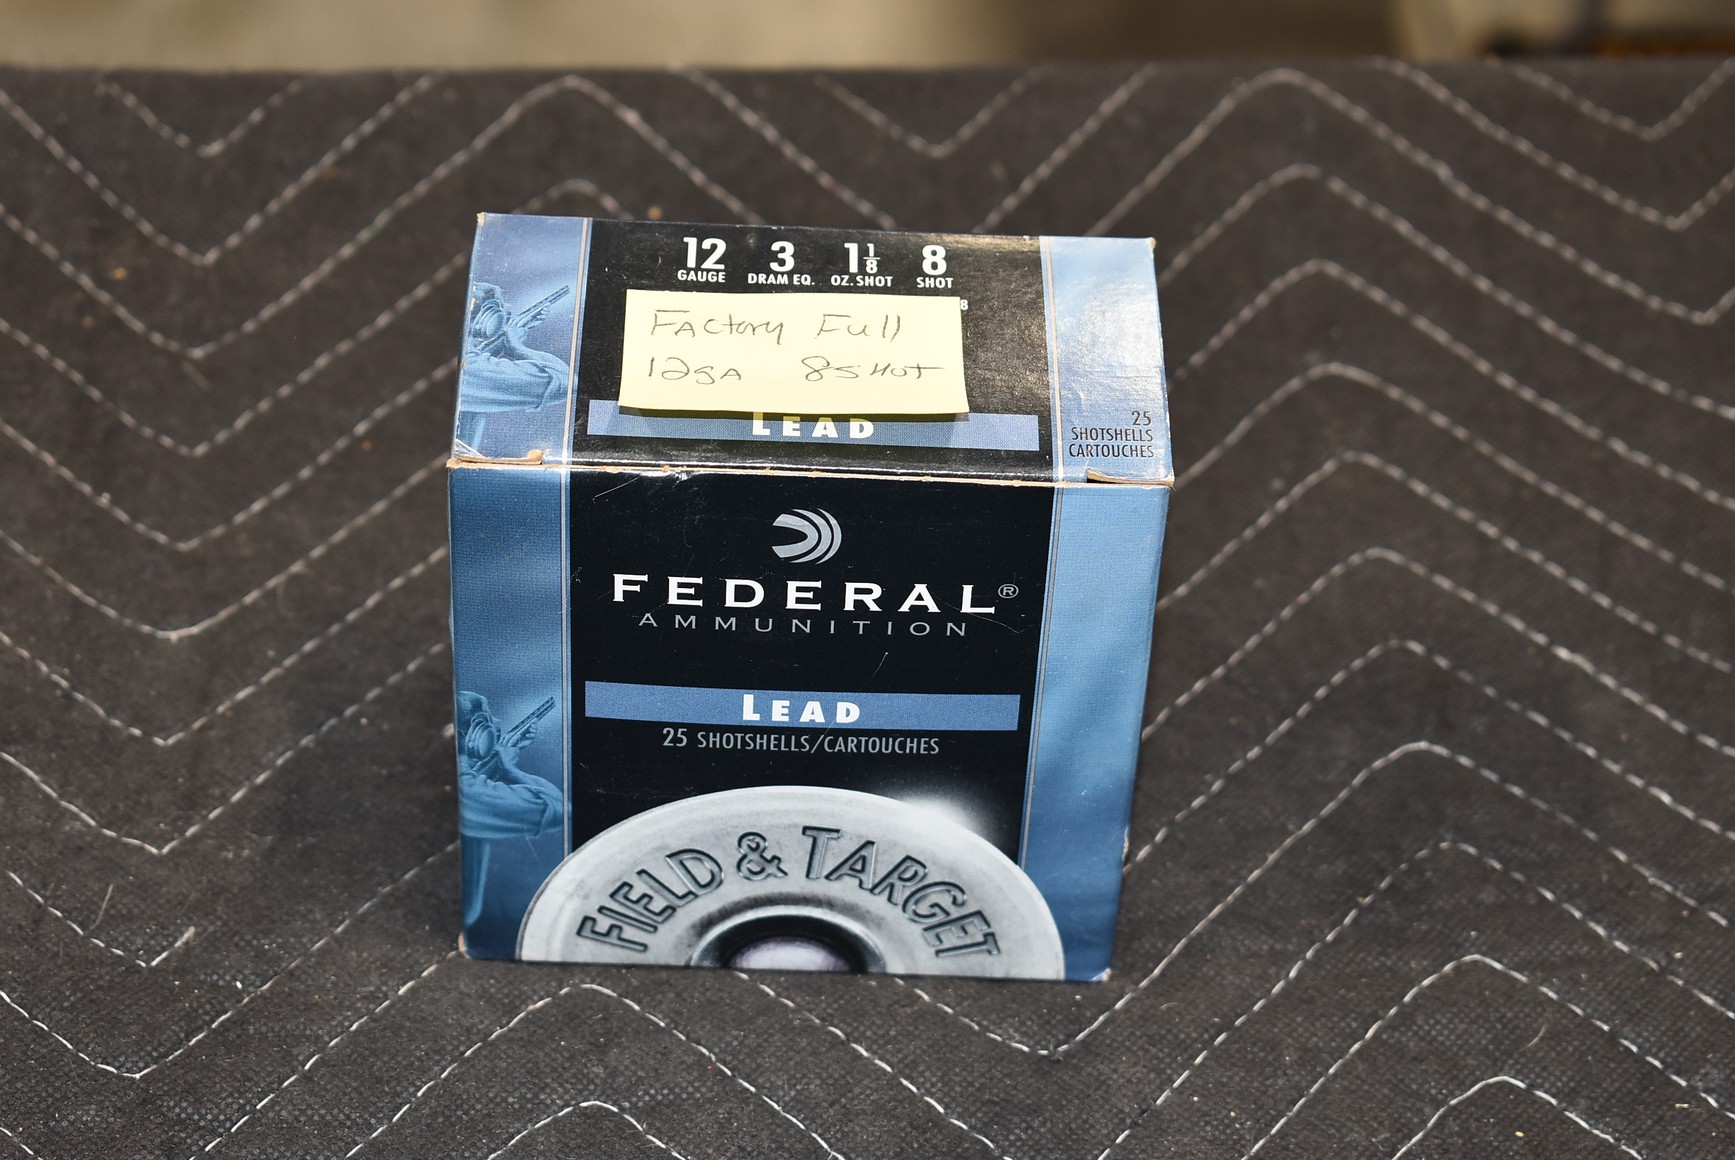 12 3 1 1/8 8
GAUGE DRAM EQ. OZ. SHOT SHOT
8
FActory Full
12gA 8sHot
LEAD
25
SHOTSHELLS
CARTOUCHES
FEDERAL®
AMMUNITION
LEAD
25 SHOTSHELLS/CARTOUCHES
FIELD & TARGET